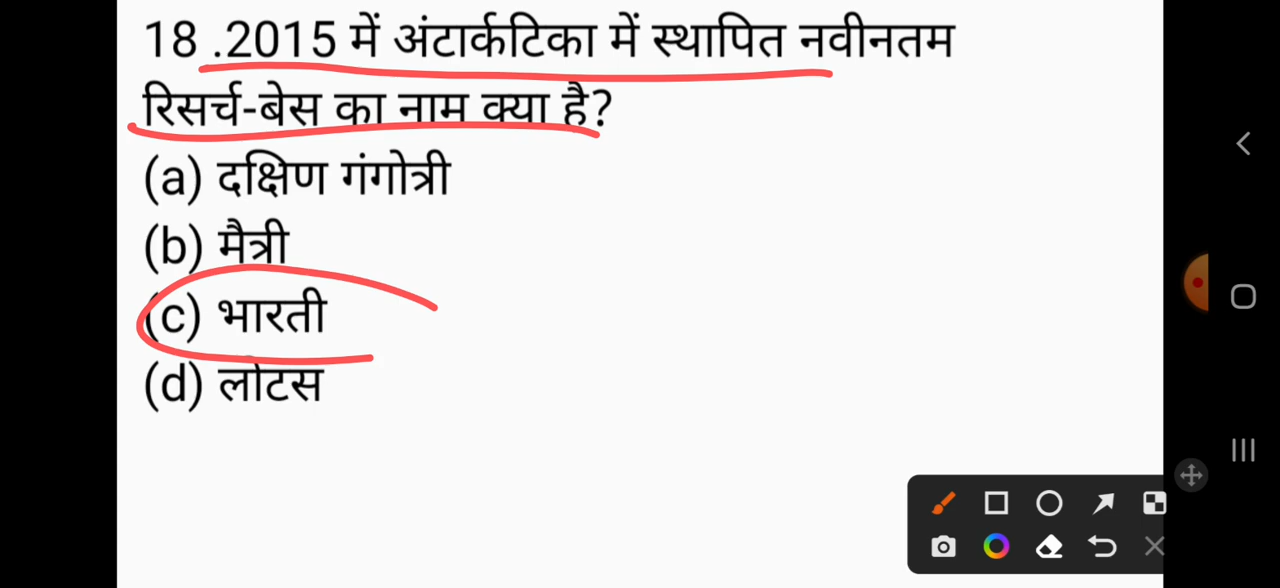 18 .2015 में अंटार्कटिका में स्थापित नवीनतम
रिसर्च-बेस का नाम क्या है?
(a) दक्षिण गंगोत्री
(b) मैत्री
(c) भारती
(d) लोटस